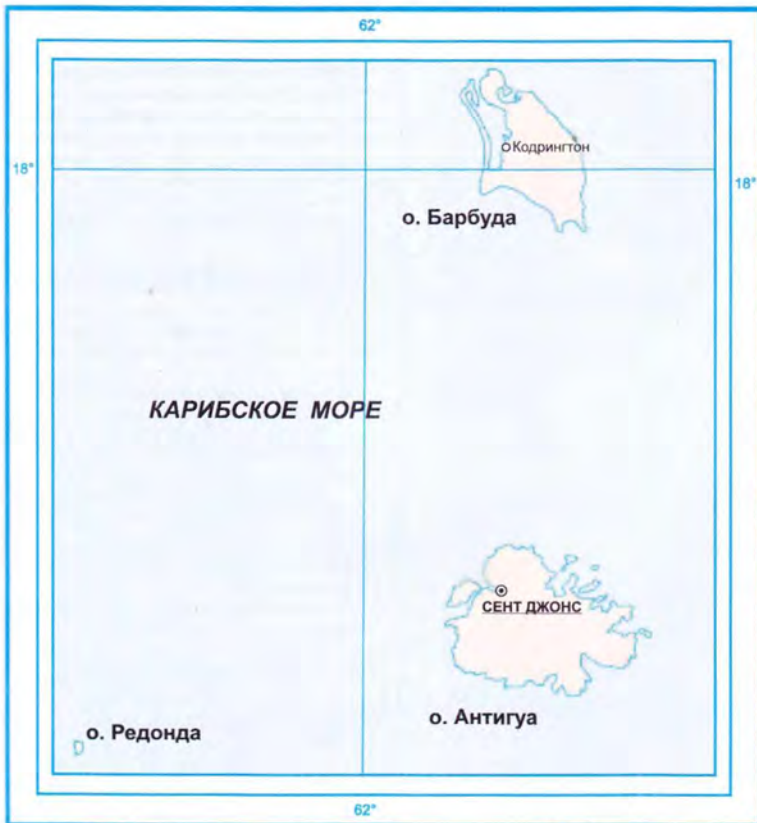 62°
Кодрингтон
18°
18°
о. Барбуда
КАРИБСКОЕ МОРЕ
СЕНТ ДЖОНС
о. Антигуа
о. Редонда
62°